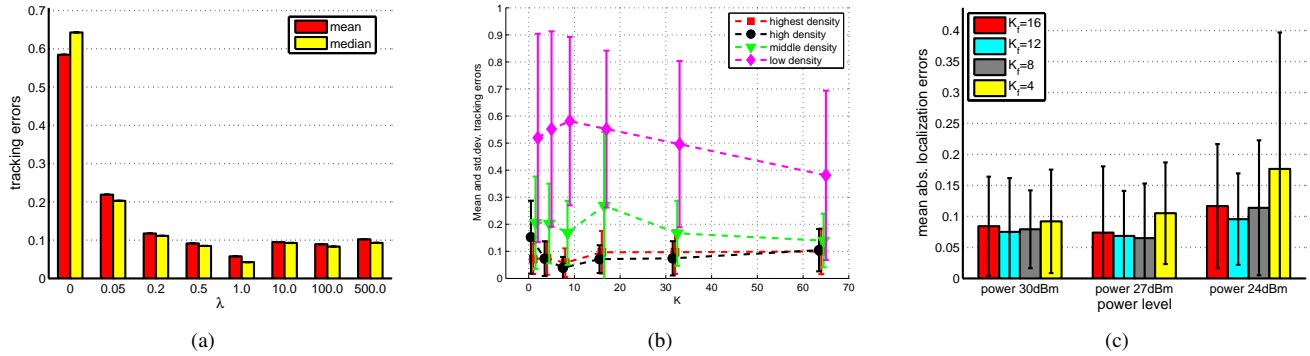 0.7
0.6
0.5
0.4
0.3
0.2
0.1
0
tracking errors
mean
median
0 0.05 0.2 0.5 1.0 10.0 100.0 500.0
λ
(a)
1
0.9
0.8
0.7
0.6
0.5
0.4
0.3
0.2
0.1
0
Mean and std.dev. tracking errors
highest density
high density
middle density
low density
0 10 20 30 40 50 60 70
K
(b)
0.4
0.35
0.3
0.25
0.2
0.15
0.1
0.05
0
mean abs. localization errors
K_f=16
K_f=12
K_f=8
K_f=4
power 30dBm power 27dBm power 24dBm
power level
(c)